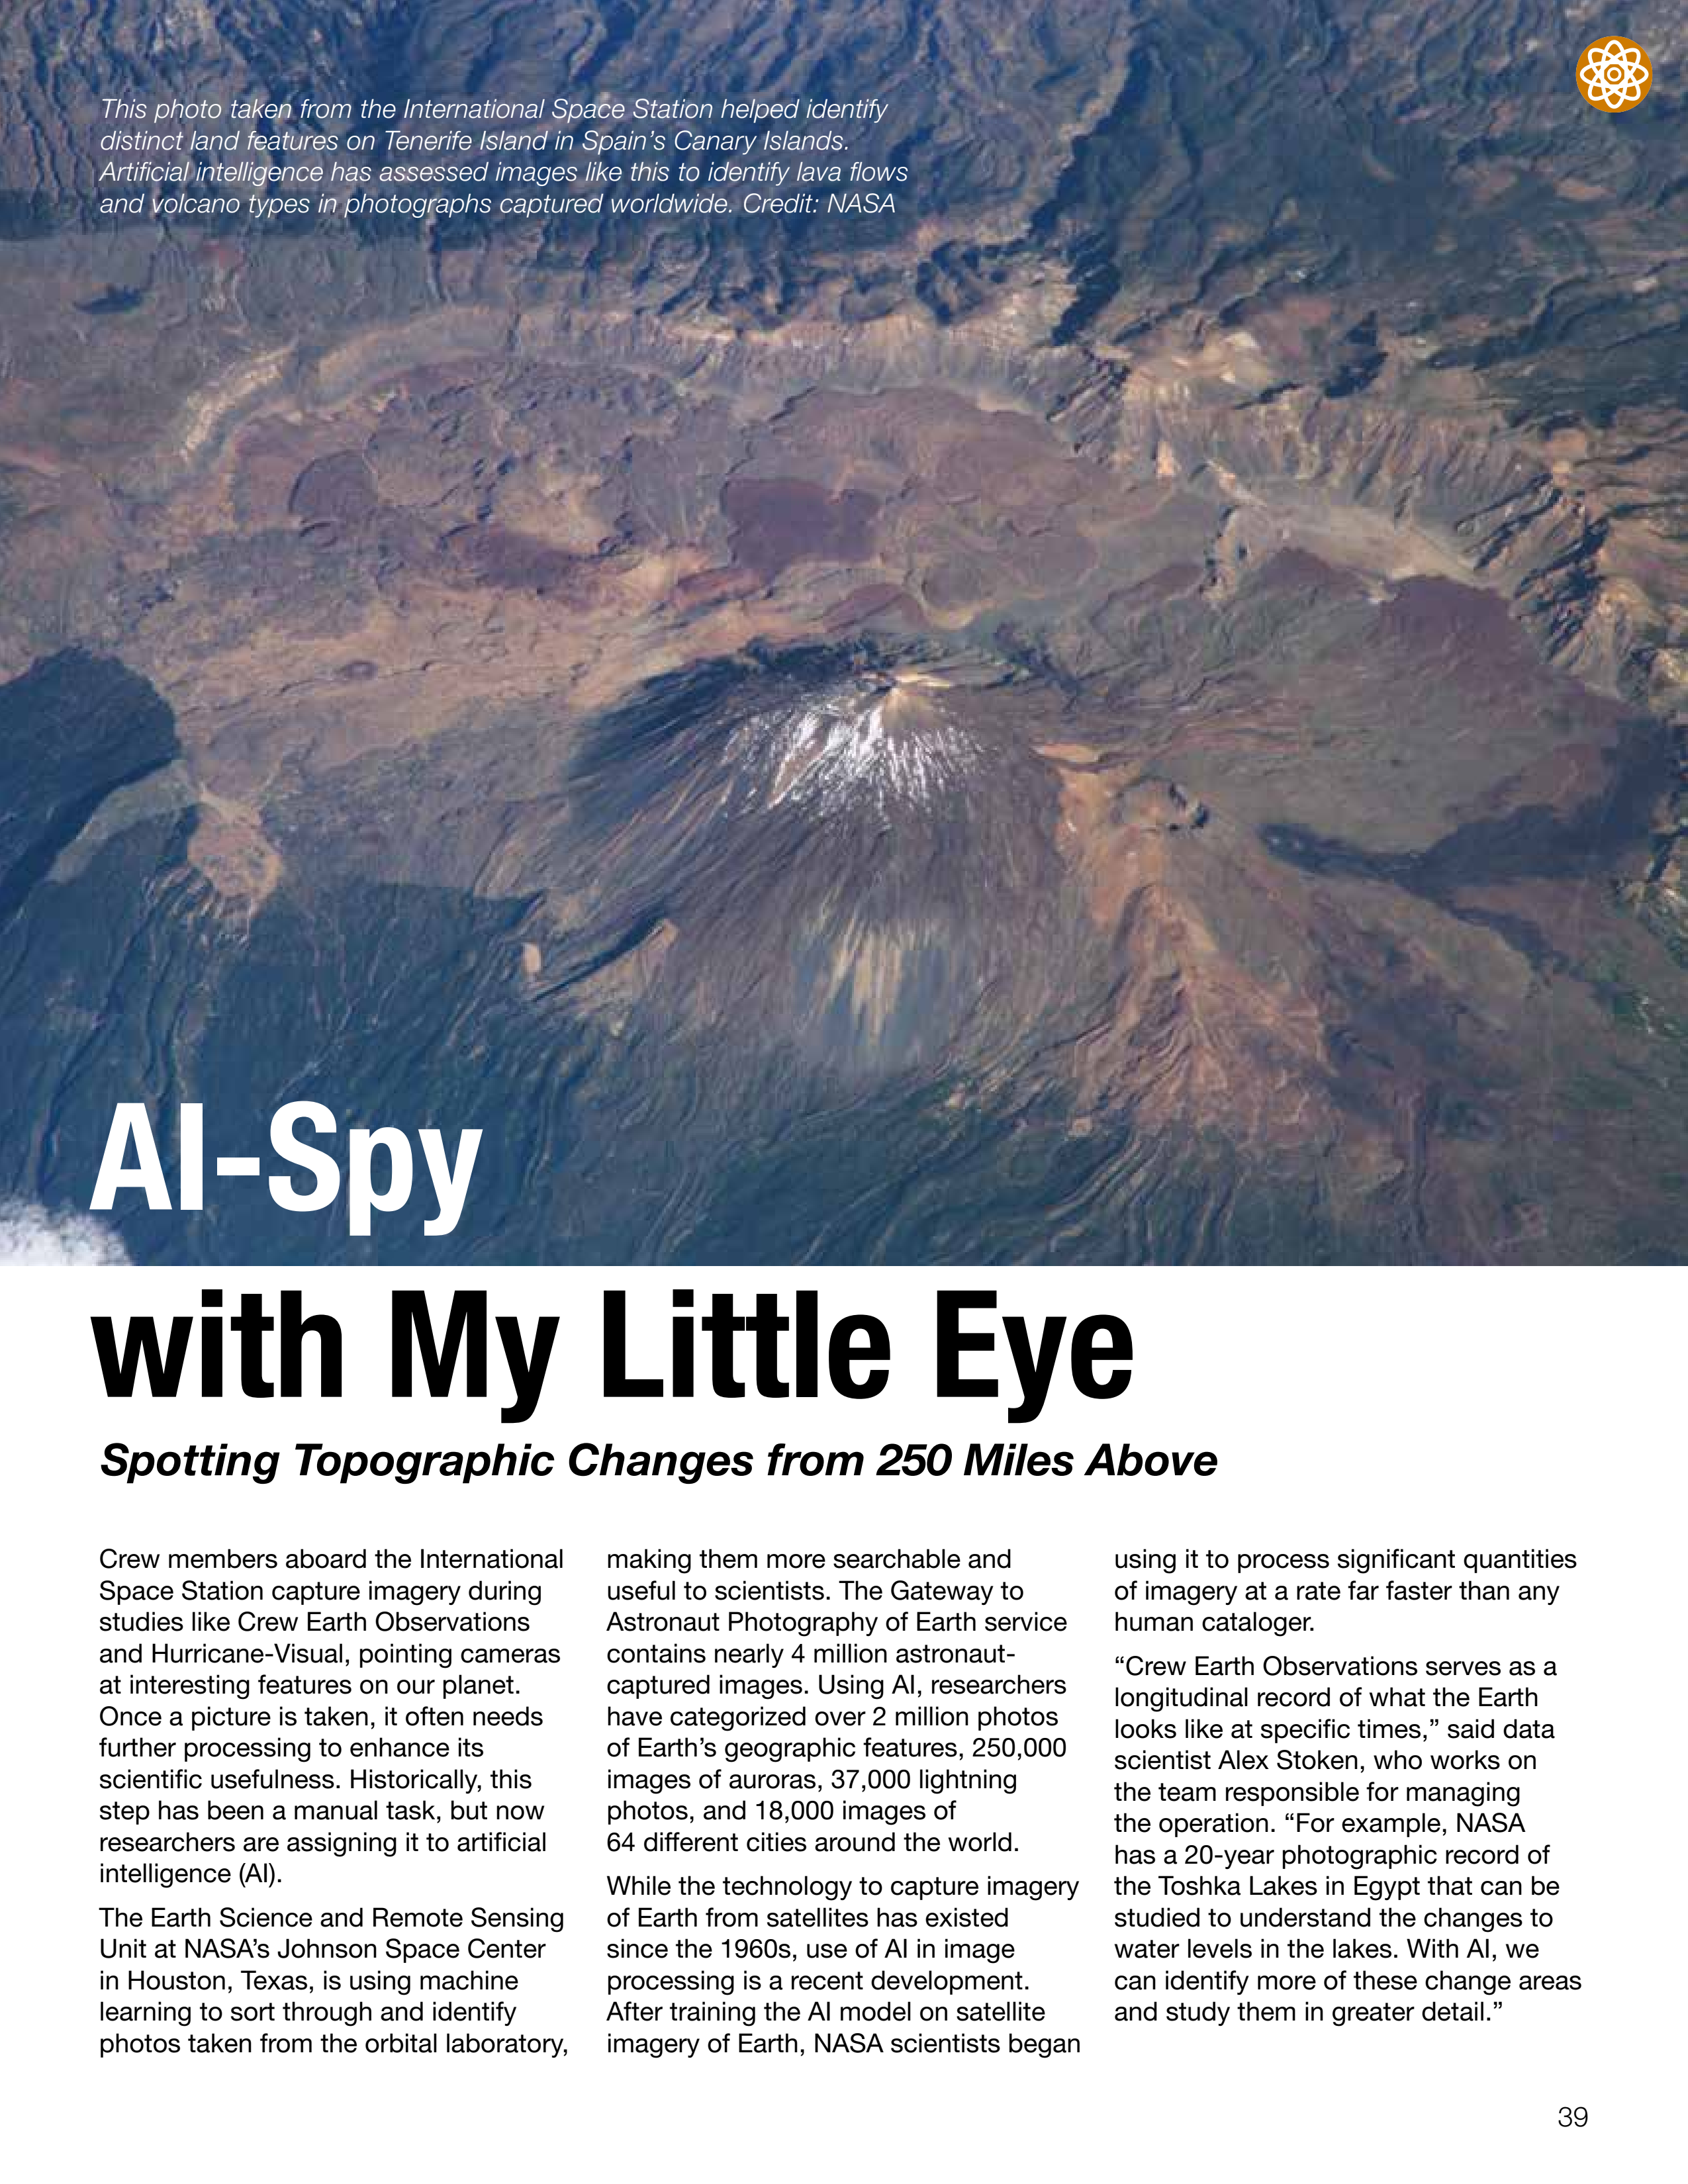 This photo taken from the International Space Station helped identify
distinct land features on Tenerife Island in Spain's Canary Islands.
Artificial intelligence has assessed images like this to identify lava flows
and volcano types in photographs captured worldwide. Credit: NASA
AI-Spy
with My Little Eye
Spotting Topographic Changes from 250 Miles Above
Crew members aboard the International
Space Station capture imagery during
studies like Crew Earth Observations
and Hurricane-Visual, pointing cameras
at interesting features on our planet.
Once a picture is taken, it often needs
further processing to enhance its
scientific usefulness. Historically, this
step has been a manual task, but now
researchers are assigning it to artificial
intelligence (AI).
The Earth Science and Remote Sensing
Unit at NASA's Johnson Space Center
in Houston, Texas, is using machine
learning to sort through and identify
photos taken from the orbital laboratory,
making them more searchable and
useful to scientists. The Gateway to
Astronaut Photography of Earth service
contains nearly 4 million astronaut-
captured images. Using AI, researchers
have categorized over 2 million photos
of Earth's geographic features, 250,000
images of auroras, 37,000 lightning
photos, and 18,000 images of
64 different cities around the world.
While the technology to capture imagery
of Earth from satellites has existed
since the 1960s, use of AI in image
processing is a recent development.
After training the AI model on satellite
imagery of Earth, NASA scientists began
using it to process significant quantities
of imagery at a rate far faster than any
human cataloger.
“Crew Earth Observations serves as a
longitudinal record of what the Earth
looks like at specific times,” said data
scientist Alex Stoken, who works on
the team responsible for managing
the operation. “For example, NASA
has a 20-year photographic record of
the Toshka Lakes in Egypt that can be
studied to understand the changes to
water levels in the lakes. With AI, we
can identify more of these change areas
and study them in greater detail.”
39